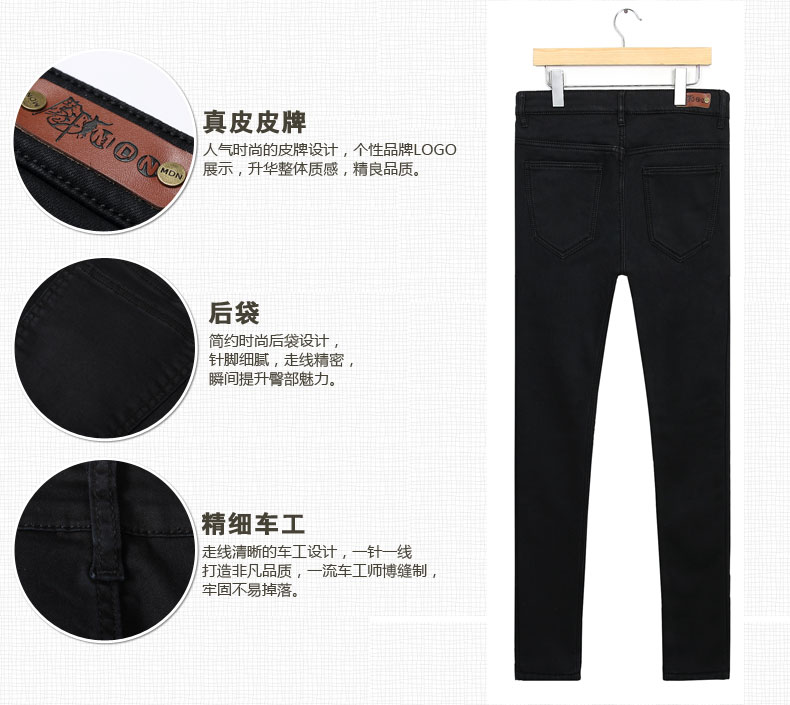 MDN
MDN
MDN
真皮皮牌
人气时尚的皮牌设计，个性品牌LOGO
展示，升华整体质感，精良品质。
后袋
简约时尚后袋设计，
针脚细腻，走线精密，
瞬间提升臀部魅力。
精细车工
走线清晰的车工设计，一针一线
打造非凡品质，一流车工师傅缝制，
牢固不易掉落。